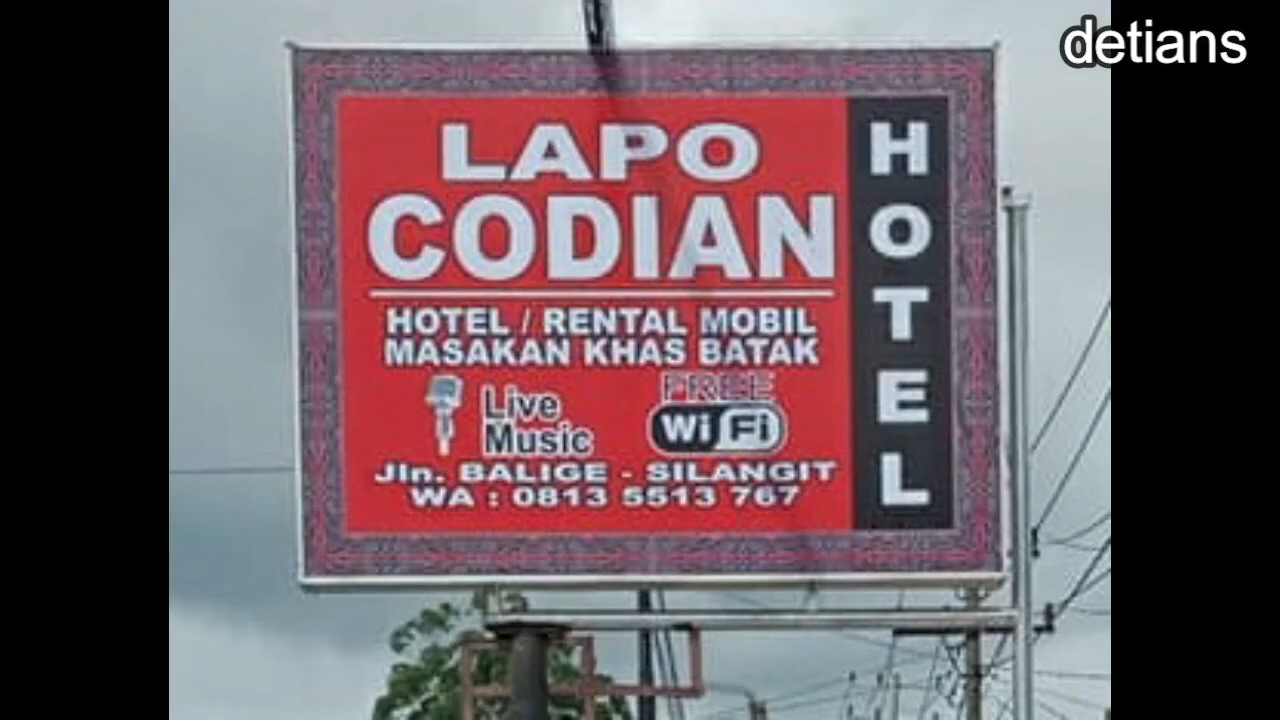 detians
LAPO
CODIAN
HOTEL / RENTAL MOBIL
MASAKAN KHAS BATAK
Live
Music
FREE
WiFi
Jln. BALIGE - SILANGIT
WA : 0813 5513 767
HOTEL